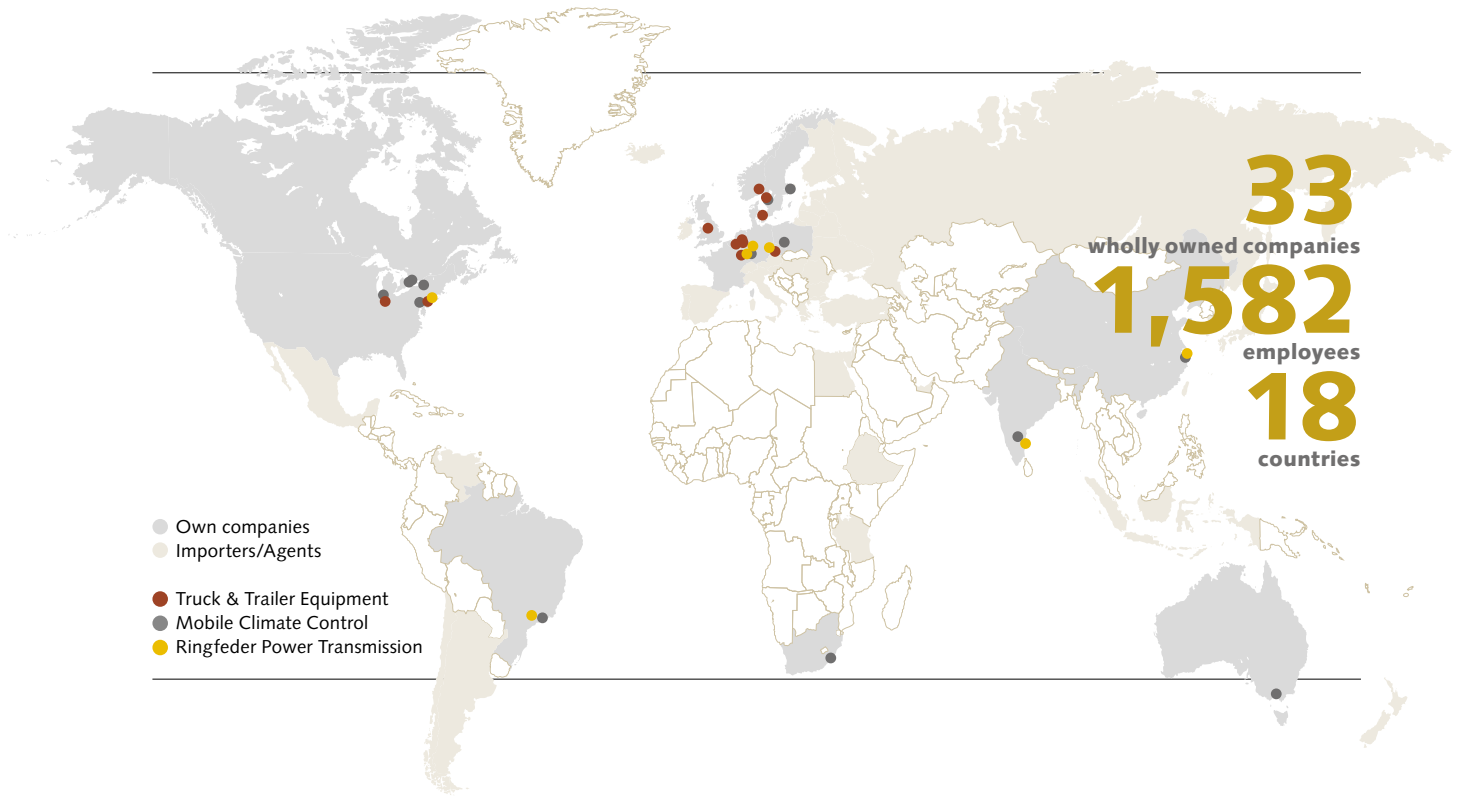 33
wholly owned companies
1,582
employees
18
countries
Own companies
Importers/Agents
Truck & Trailer Equipment
Mobile Climate Control
Ringfeder Power Transmission